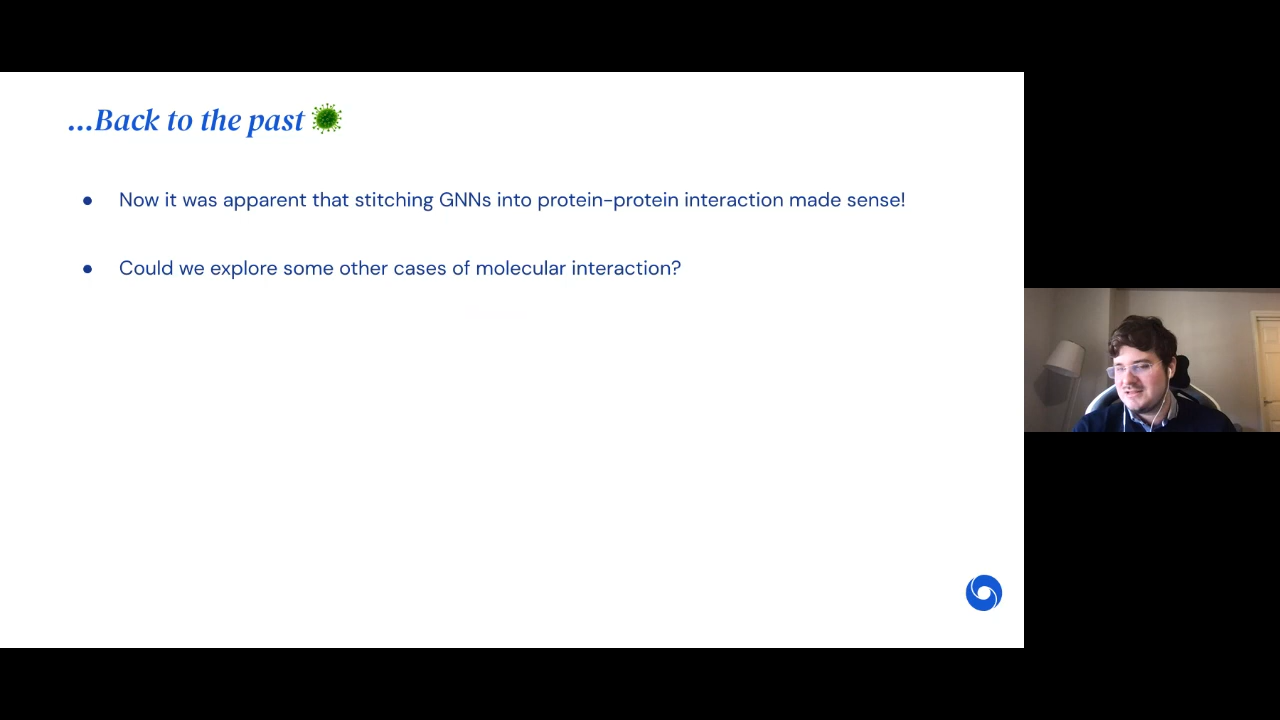 ...Back to the past
● Now it was apparent that stitching GNNs into protein-protein interaction made sense!
● Could we explore some other cases of molecular interaction?